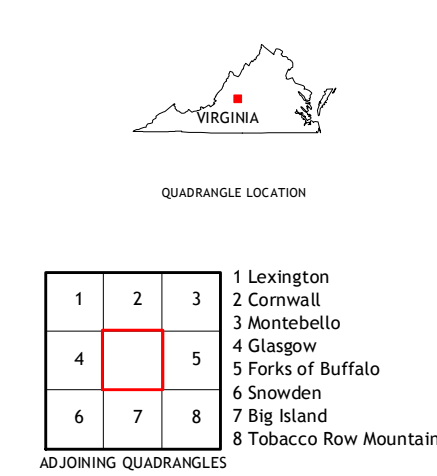 VIRGINIA
QUADRANGLE LOCATION
1 2 3
4 5
6 7 8
1 Lexington
2 Cornwall
3 Montebello
4 Glasgow
5 Forks of Buffalo
6 Snowden
7 Big Island
8 Tobacco Row Mountain
ADJOINING QUADRANGLES